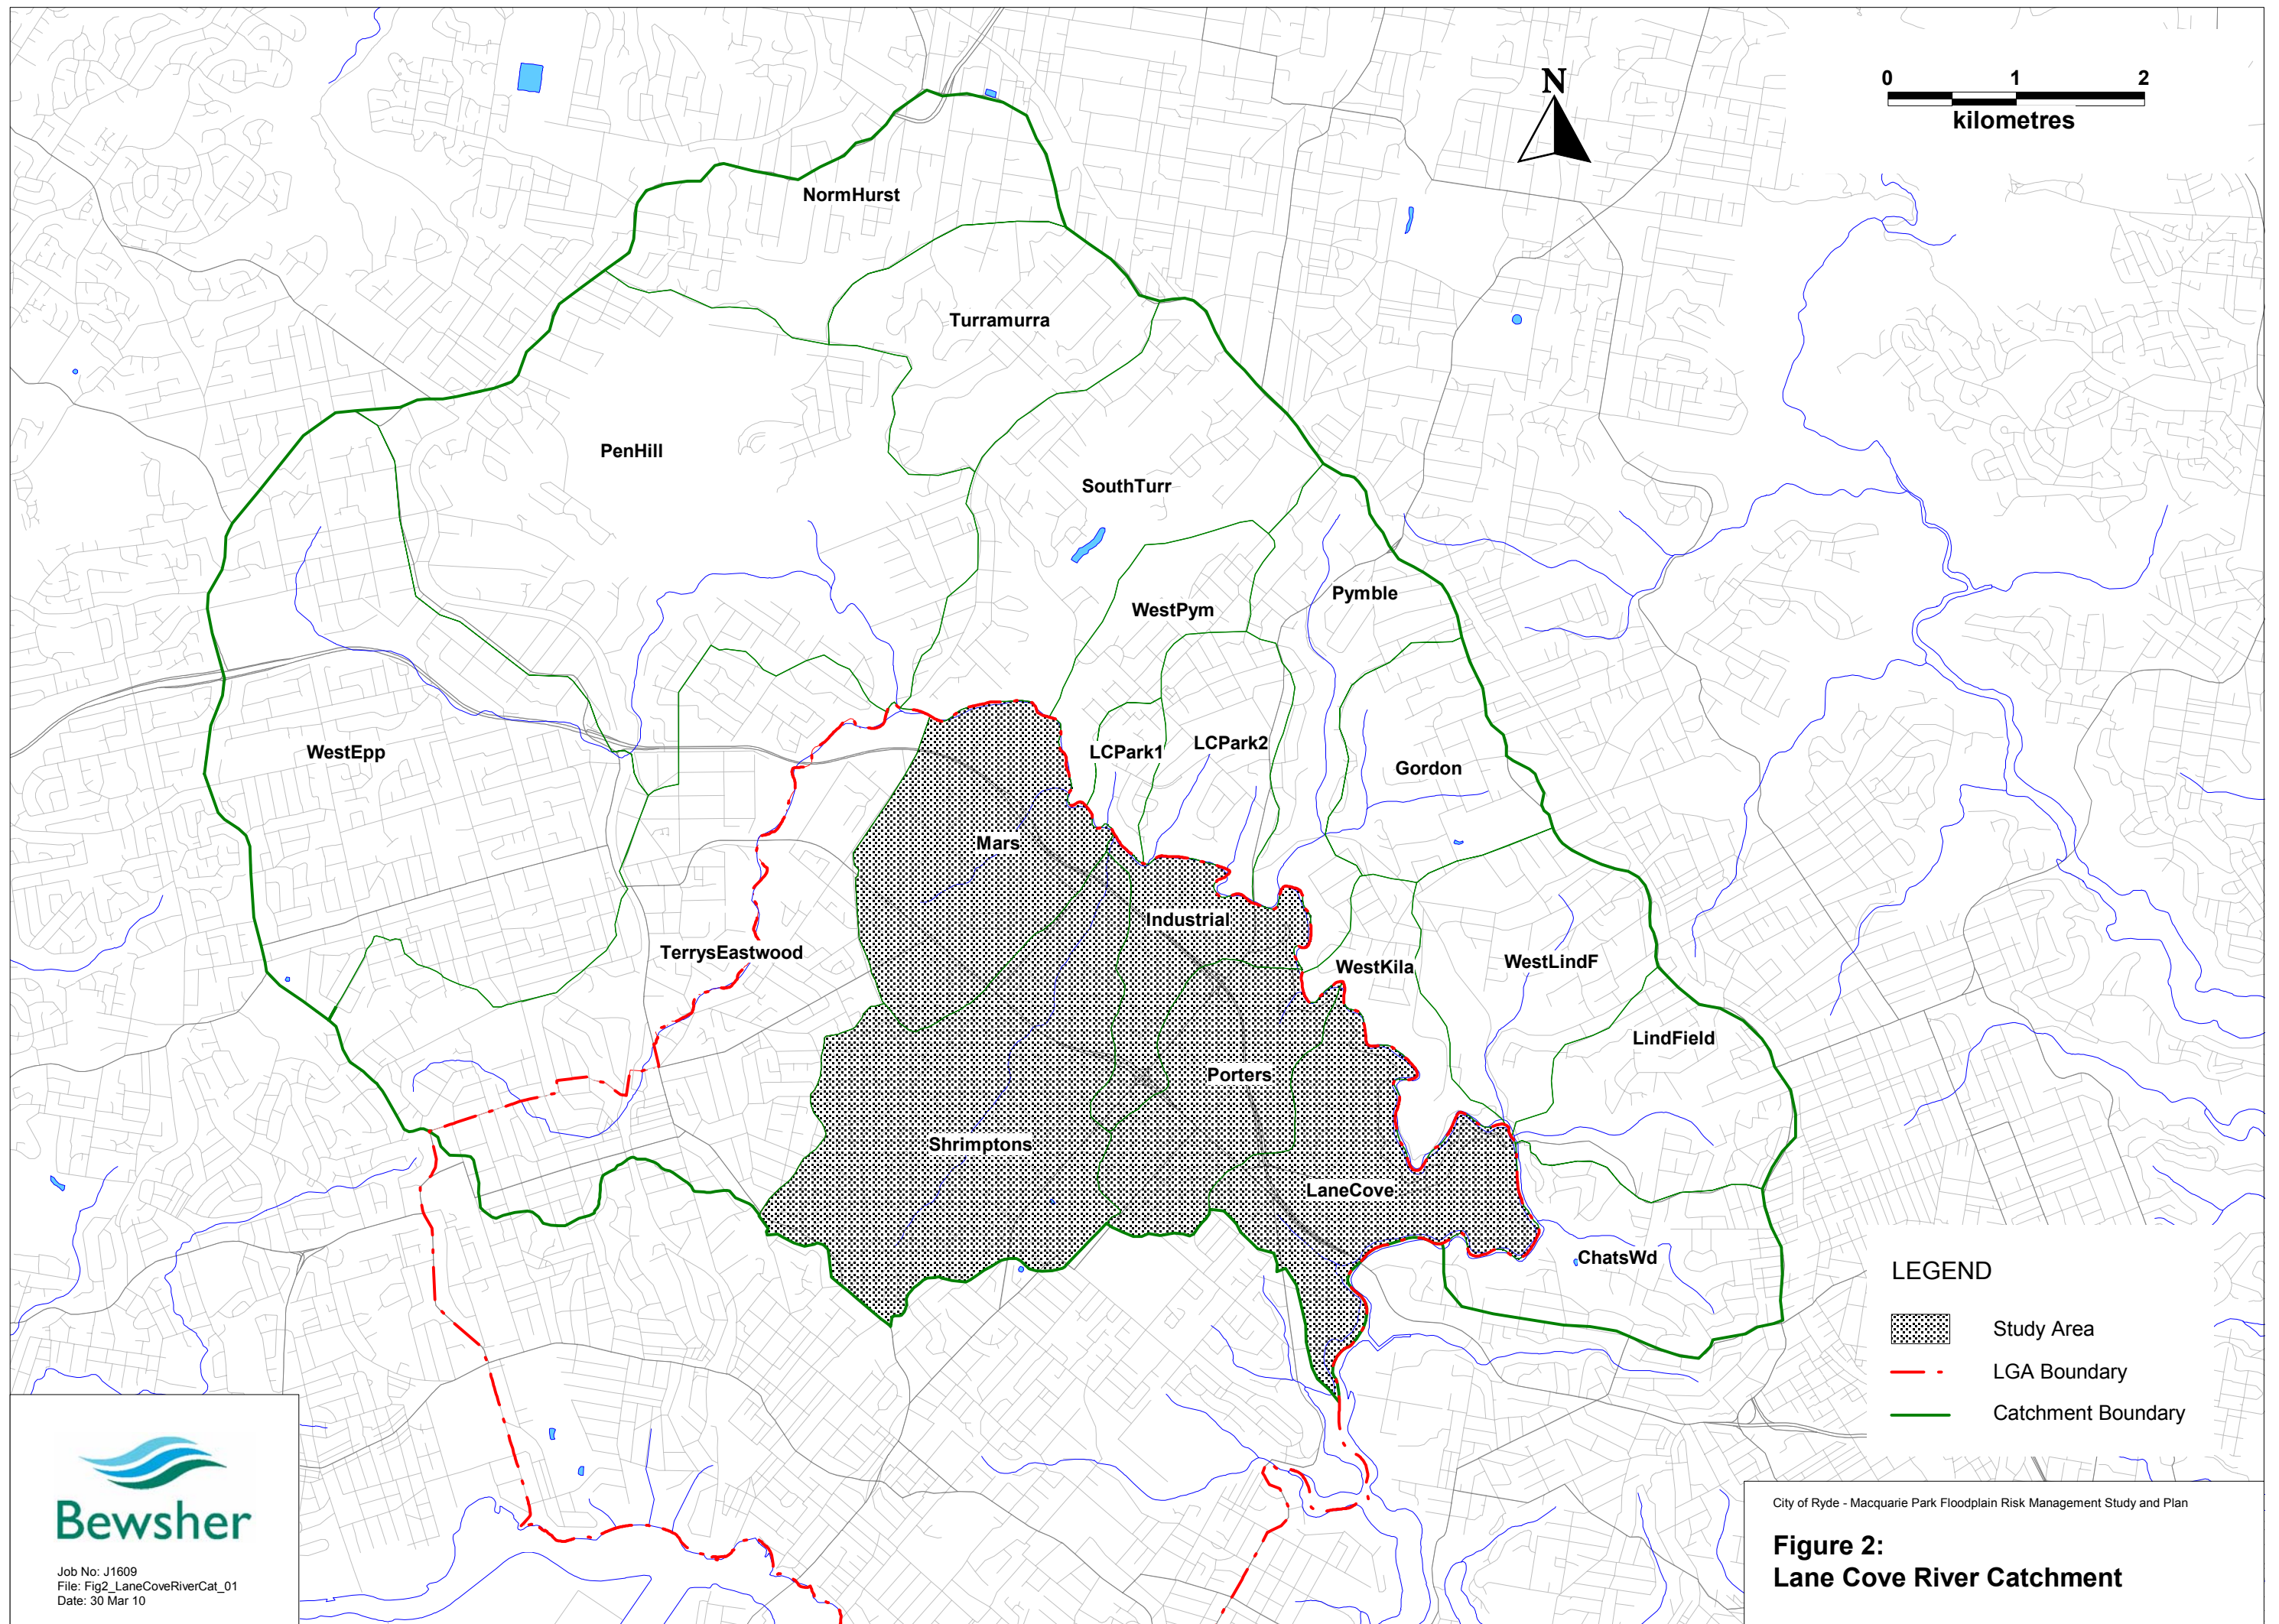 N
0 1 2
kilometres
NormHurst
Turramurra
PenHill
SouthTurr
WestPym
Pymble
WestEpp
LCPark1
LCPark2
Gordon
Mars
Industrial
TerrysEastwood
WestKila
WestLindF
LindField
Porters
Shrimptons
LaneCove
ChatsWd
LEGEND
Study Area
LGA Boundary
Catchment Boundary
Bewsher
Job No: J1609
File: Fig2_LaneCoveRiverCat_01
Date: 30 Mar 10
City of Ryde - Macquarie Park Floodplain Risk Management Study and Plan
Figure 2:
Lane Cove River Catchment